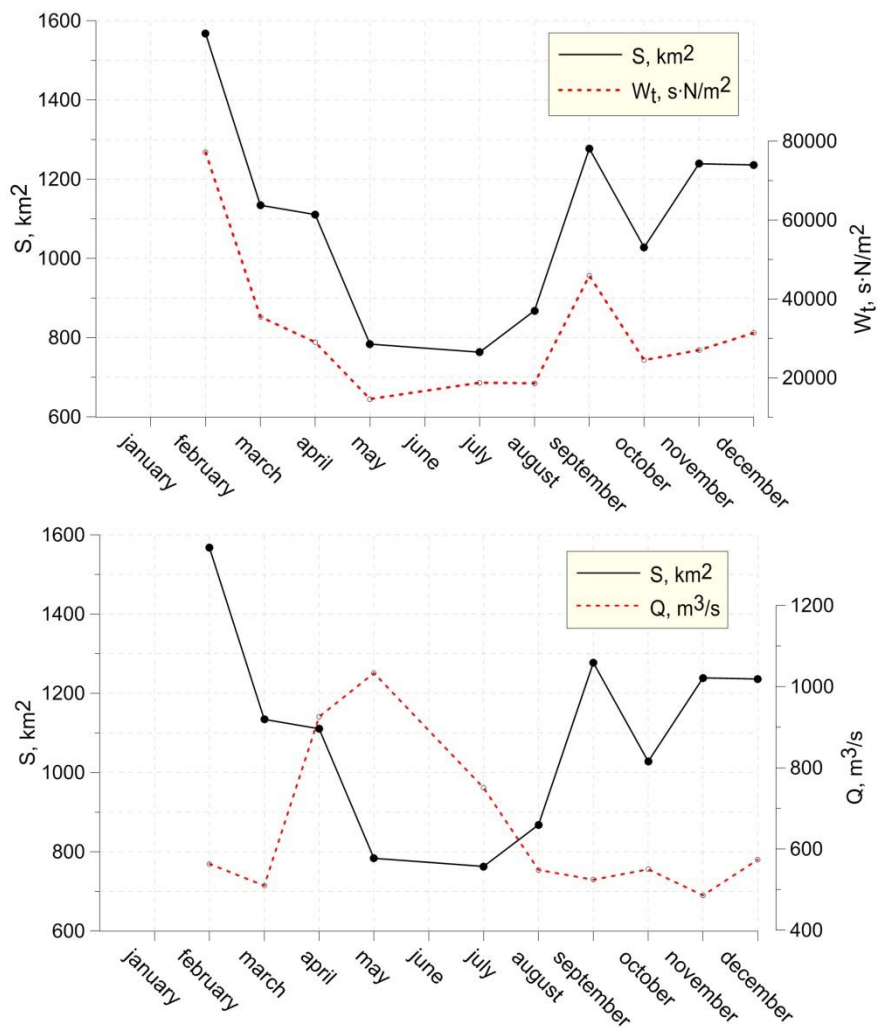 1600
1400
1200
1000
800
600
S, km²
S, km²
Wt, s·N/m²
80000
60000
40000
20000
Wt, s·N/m²
january
february
march
april
may
june
july
august
september
october
november
december
1600
1400
1200
1000
800
600
S, km²
S, km²
Q, m³/s
1200
1000
800
600
400
Q, m³/s
january
february
march
april
may
june
july
august
september
october
november
december